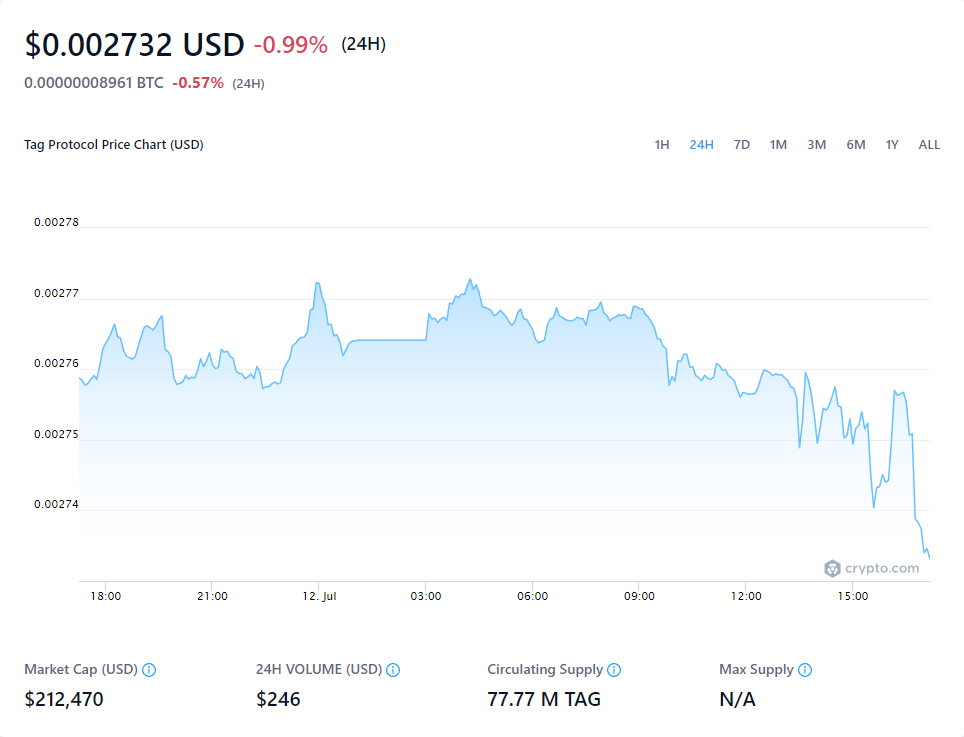 $0.002732 USD -0.99% (24H)
0.00000008961 BTC -0.57% (24H)
Tag Protocol Price Chart (USD) 1H 24H 7D 1M 3M 6M 1Y ALL
0.00278
0.00277
0.00276
0.00275
0.00274
crypto.com
18:00 21:00 12. Jul 03:00 06:00 09:00 12:00 15:00
Market Cap (USD) 24H VOLUME (USD) Circulating Supply Max Supply
$212,470 $246 77.77 M TAG N/A